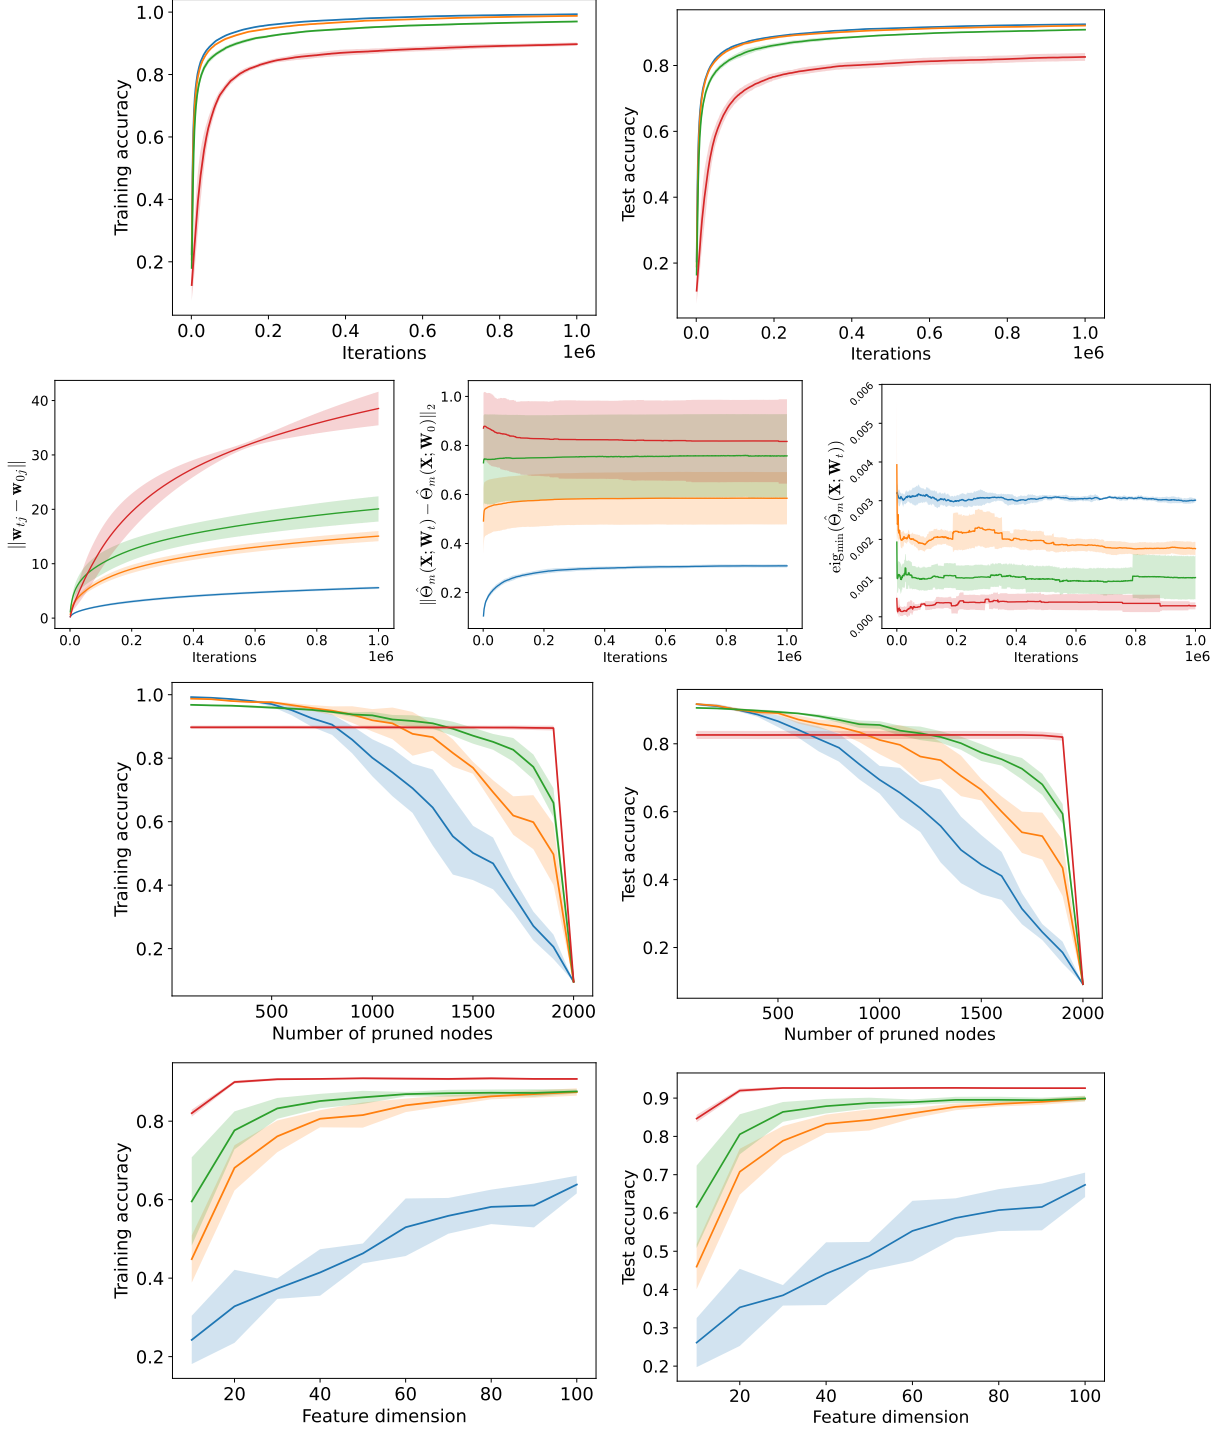 1.0
0.8
0.6
0.4
0.2
Training accuracy
0.0 0.2 0.4 0.6 0.8 1.0
Iterations 1e6
0.8
0.6
0.4
0.2
Test accuracy
0.0 0.2 0.4 0.6 0.8 1.0
Iterations 1e6
40
30
20
10
0
||w_{tj} − w_{0j}||
0.0 0.2 0.4 0.6 0.8 1.0
Iterations 1e6
1.0
0.8
0.6
0.4
0.2
||Θ̂_m(X; W_t) − Θ̂_m(X; W_0)||_2
0.0 0.2 0.4 0.6 0.8 1.0
Iterations 1e6
0.006
0.005
0.004
0.003
0.002
0.001
0.000
eig_min(Θ̂_m(X; W_t))
0.0 0.2 0.4 0.6 0.8 1.0
Iterations 1e6
1.0
0.8
0.6
0.4
0.2
Training accuracy
500 1000 1500 2000
Number of pruned nodes
0.8
0.6
0.4
0.2
Test accuracy
500 1000 1500 2000
Number of pruned nodes
0.8
0.6
0.4
0.2
Training accuracy
20 40 60 80 100
Feature dimension
0.9
0.8
0.7
0.6
0.5
0.4
0.3
0.2
Test accuracy
20 40 60 80 100
Feature dimension